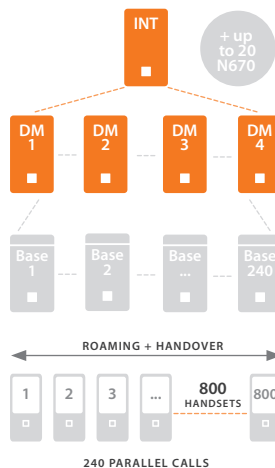 INT
+ up
to 20
N670
DM
1
DM
2
DM
3
DM
4
Base
1
Base
2
Base
...
Base
240
ROAMING + HANDOVER
1
2
3
...
800
HANDSETS
800
240 PARALLEL CALLS